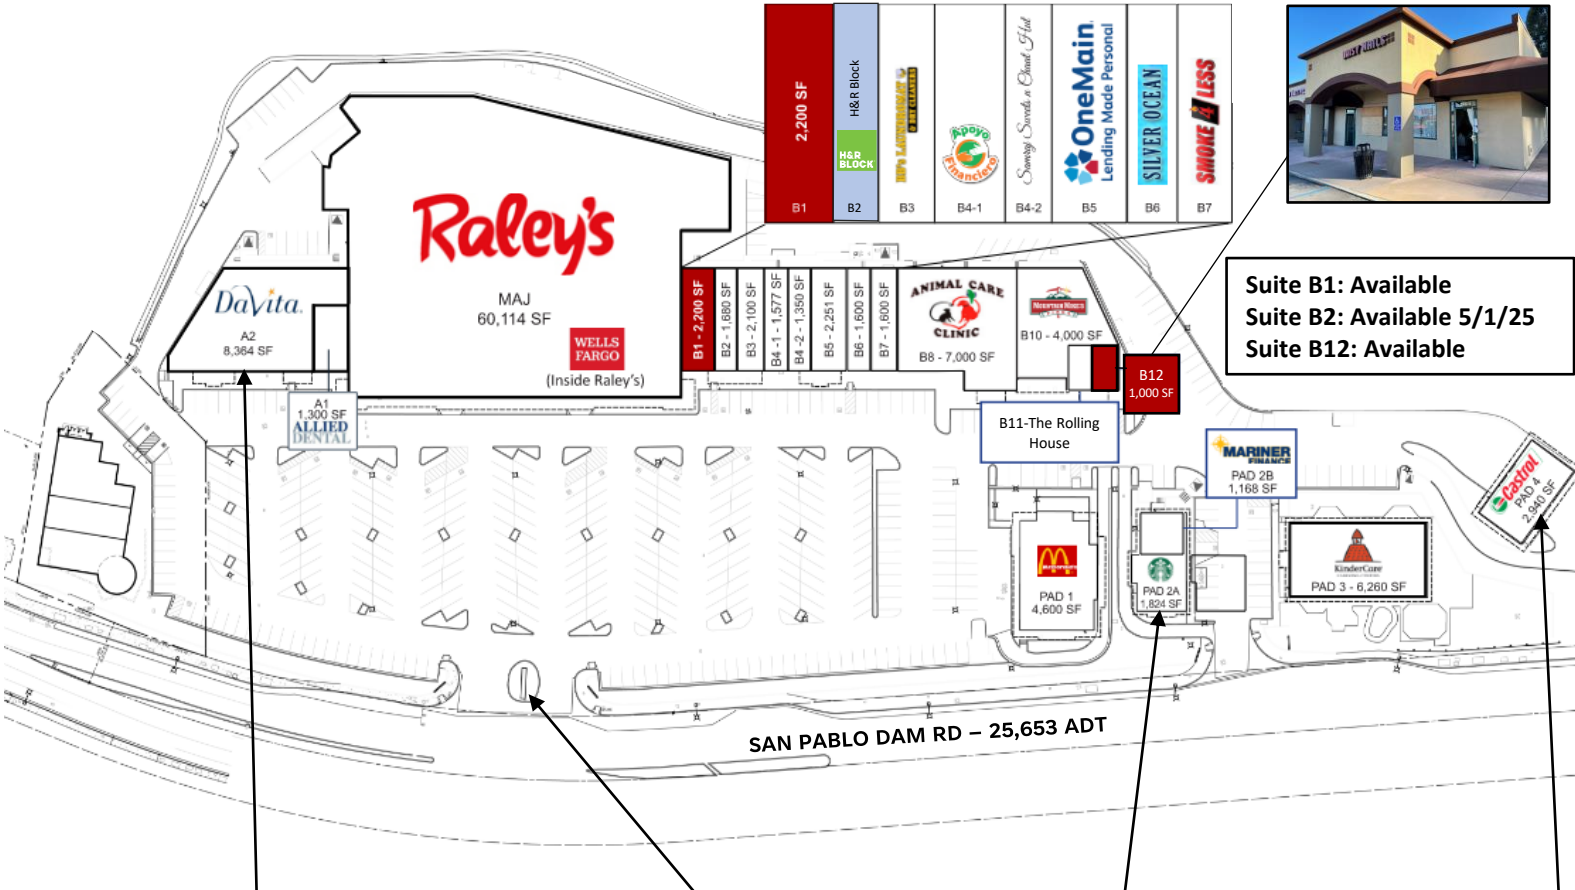 2,200 SF
B1
H&R Block
H&R
BLOCK
B2
& DRY CLEANERS
B3
Apoyo
Financiero
B4-1
B4-2
OneMain
Lending Made Personal
B5
SILVER OCEAN
B6
SMOKE 4 LESS
B7
Suite B1: Available
Suite B2: Available 5/1/25
Suite B12: Available
Raley's
MAJ
60,114 SF
WELLS
FARGO
(Inside Raley's)
DaVita.
A2
8,364 SF
A1
1,300 SF
ALLIED
DENTAL
B1 - 2,200 SF
B2 - 1,680 SF
B3 - 2,100 SF
B4 -1 - 1,577 SF
B4 -2 - 1,350 SF
B5 - 2,251 SF
B6 - 1,600 SF
B7 - 1,600 SF
ANIMAL CARE
CLINIC
B8 - 7,000 SF
B10 - 4,000 SF
B12
1,000 SF
B11-The Rolling
House
MARINER
FINANCE
PAD 2B
1,168 SF
Castrol
PAD 4
2,940 SF
PAD 1
4,600 SF
PAD 2A
1,824 SF
KinderCare
PAD 3 - 6,260 SF
SAN PABLO DAM RD – 25,653 ADT